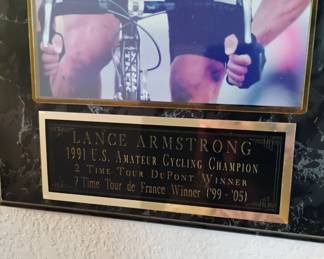 LANCE ARMSTRONG
1991 U.S. AMATEUR CYCLING CHAMPION
2 TIME TOUR DUPONT WINNER
7 TIME TOUR DE FRANCE WINNER ('99 - '05)